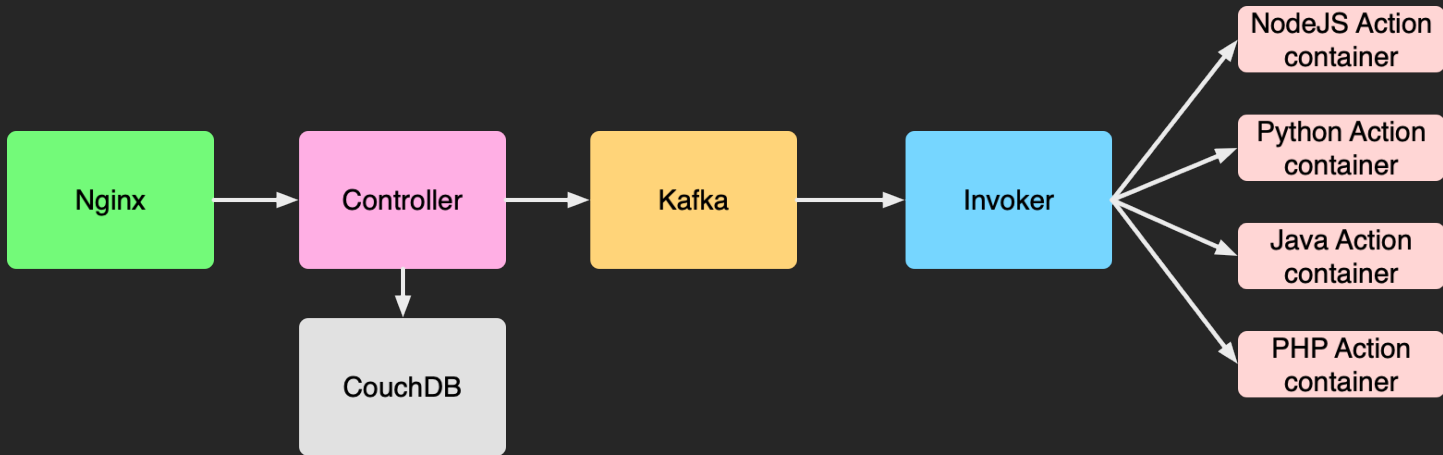 Nginx
Controller
Kafka
Invoker
CouchDB
NodeJS Action
container
Python Action
container
Java Action
container
PHP Action
container